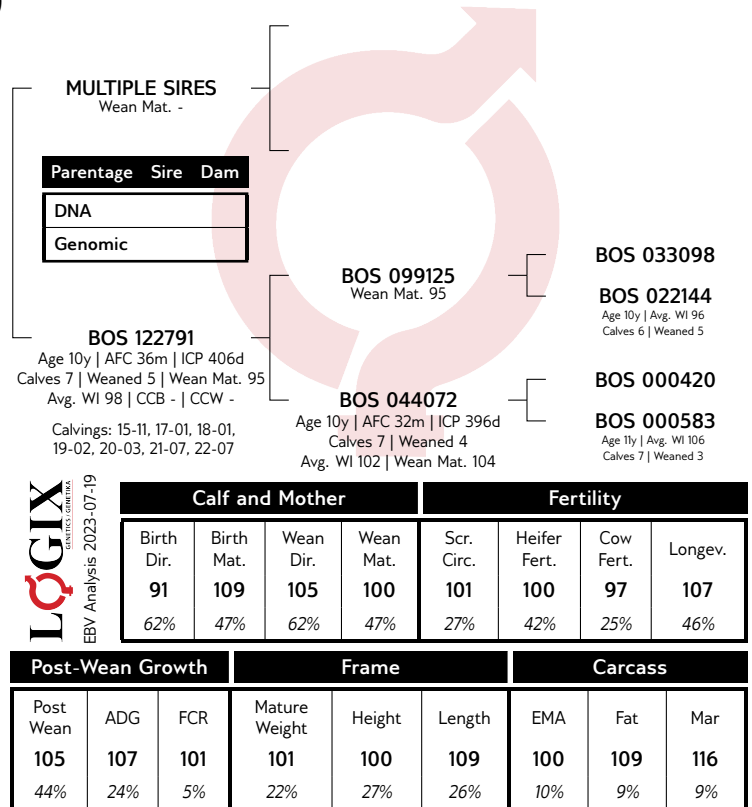 MULTIPLE SIRES
Wean Mat. -
Parentage Sire Dam
DNA
Genomic
BOS 122791
Age 10y | AFC 36m | ICP 406d
Calves 7 | Weaned 5 | Wean Mat. 95
Avg. WI 98 | CCB - | CCW -
Calvings: 15-11, 17-01, 18-01,
19-02, 20-03, 21-07, 22-07
BOS 099125
Wean Mat. 95
BOS 044072
Age 10y | AFC 32m | ICP 396d
Calves 7 | Weaned 4
Avg. WI 102 | Wean Mat. 104
BOS 033098
BOS 022144
Age 10y | Avg. WI 96
Calves 6 | Weaned 5
BOS 000420
BOS 000583
Age 11y | Avg. WI 106
Calves 7 | Weaned 3
LOGIX
GENETICS / GENETIKA
EBV Analysis 2023-07-19
Calf and Mother Fertility
Birth Dir. Birth Mat. Wean Dir. Wean Mat. Scr. Circ. Heifer Fert. Cow Fert. Longev.
91 109 105 100 101 100 97 107
62% 47% 62% 47% 27% 42% 25% 46%
Post-Wean Growth Frame Carcass
Post Wean ADG FCR Mature Weight Height Length EMA Fat Mar
105 107 101 101 100 109 100 109 116
44% 24% 5% 22% 27% 26% 10% 9% 9%